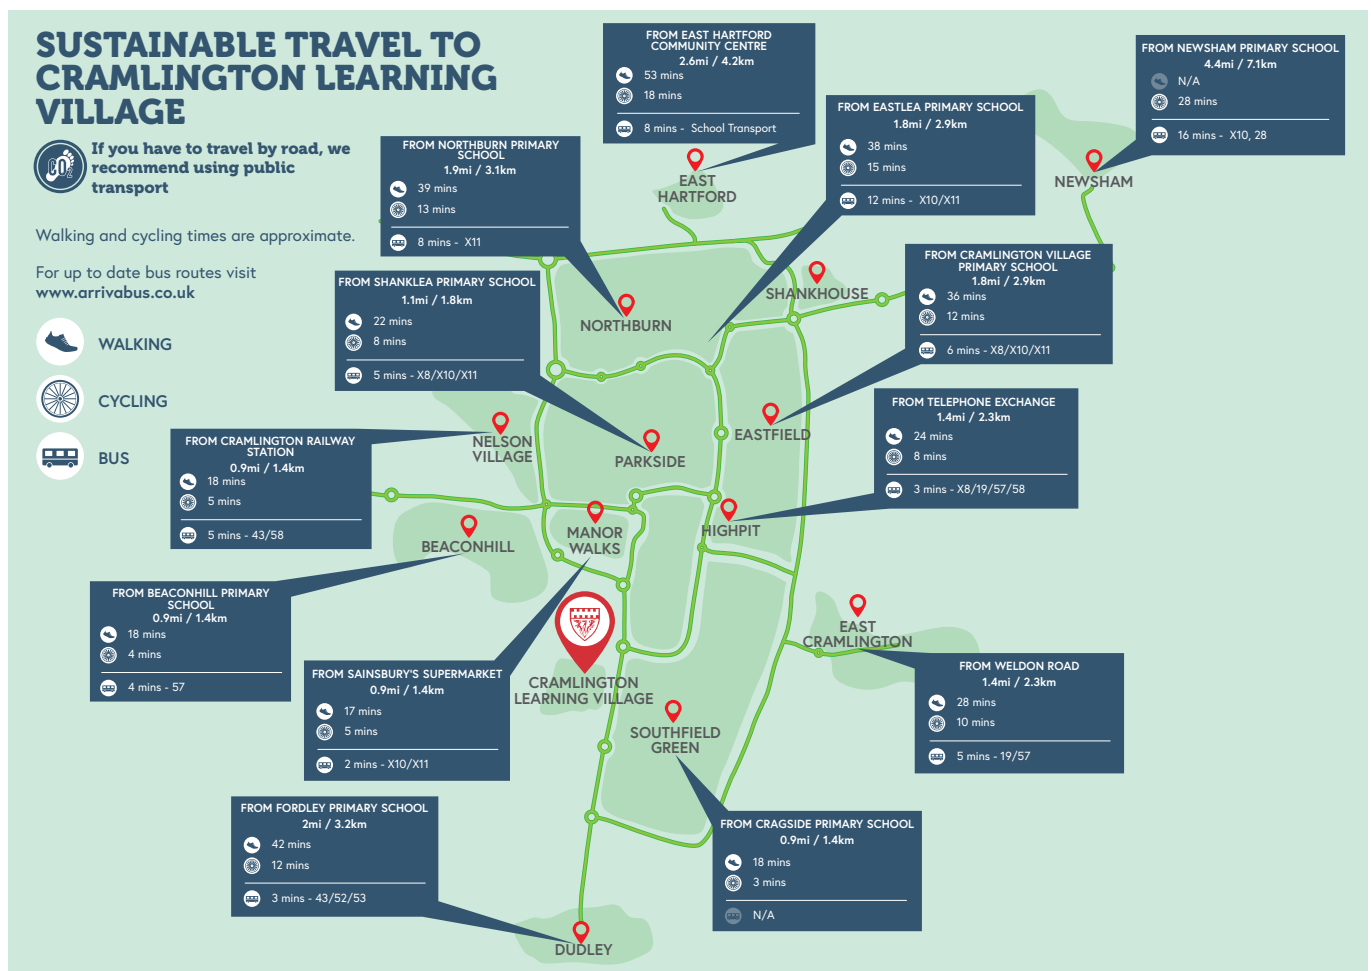 SUSTAINABLE TRAVEL TO
CRAMLINGTON LEARNING
VILLAGE
CO2
If you have to travel by road, we
recommend using public
transport
Walking and cycling times are approximate.
For up to date bus routes visit
www.arrivabus.co.uk
WALKING
CYCLING
BUS
FROM EAST HARTFORD
COMMUNITY CENTRE
2.6mi / 4.2km
53 mins
18 mins
8 mins - School Transport
FROM NEWSHAM PRIMARY SCHOOL
4.4mi / 7.1km
N/A
28 mins
16 mins - X10, 28
FROM EASTLEA PRIMARY SCHOOL
1.8mi / 2.9km
38 mins
15 mins
12 mins - X10/X11
FROM NORTHBURN PRIMARY
SCHOOL
1.9mi / 3.1km
39 mins
13 mins
8 mins - X11
EAST
HARTFORD
NEWSHAM
FROM CRAMLINGTON VILLAGE
PRIMARY SCHOOL
1.8mi / 2.9km
36 mins
12 mins
6 mins - X8/X10/X11
FROM SHANKLEA PRIMARY SCHOOL
1.1mi / 1.8km
22 mins
8 mins
5 mins - X8/X10/X11
SHANKHOUSE
NORTHBURN
FROM TELEPHONE EXCHANGE
1.4mi / 2.3km
24 mins
8 mins
3 mins - X8/19/57/58
FROM CRAMLINGTON RAILWAY
STATION
0.9mi / 1.4km
18 mins
5 mins
5 mins - 43/58
NELSON
VILLAGE
PARKSIDE
EASTFIELD
BEACONHILL
MANOR
WALKS
HIGHPIT
FROM BEACONHILL PRIMARY
SCHOOL
0.9mi / 1.4km
18 mins
4 mins
4 mins - 57
EAST
CRAMLINGTON
FROM SAINSBURY'S SUPERMARKET
0.9mi / 1.4km
17 mins
5 mins
2 mins - X10/X11
CRAMLINGTON
LEARNING VILLAGE
FROM WELDON ROAD
1.4mi / 2.3km
28 mins
10 mins
5 mins - 19/57
SOUTHFIELD
GREEN
FROM FORDLEY PRIMARY SCHOOL
2mi / 3.2km
42 mins
12 mins
3 mins - 43/52/53
FROM CRAGSIDE PRIMARY SCHOOL
0.9mi / 1.4km
18 mins
3 mins
N/A
DUDLEY